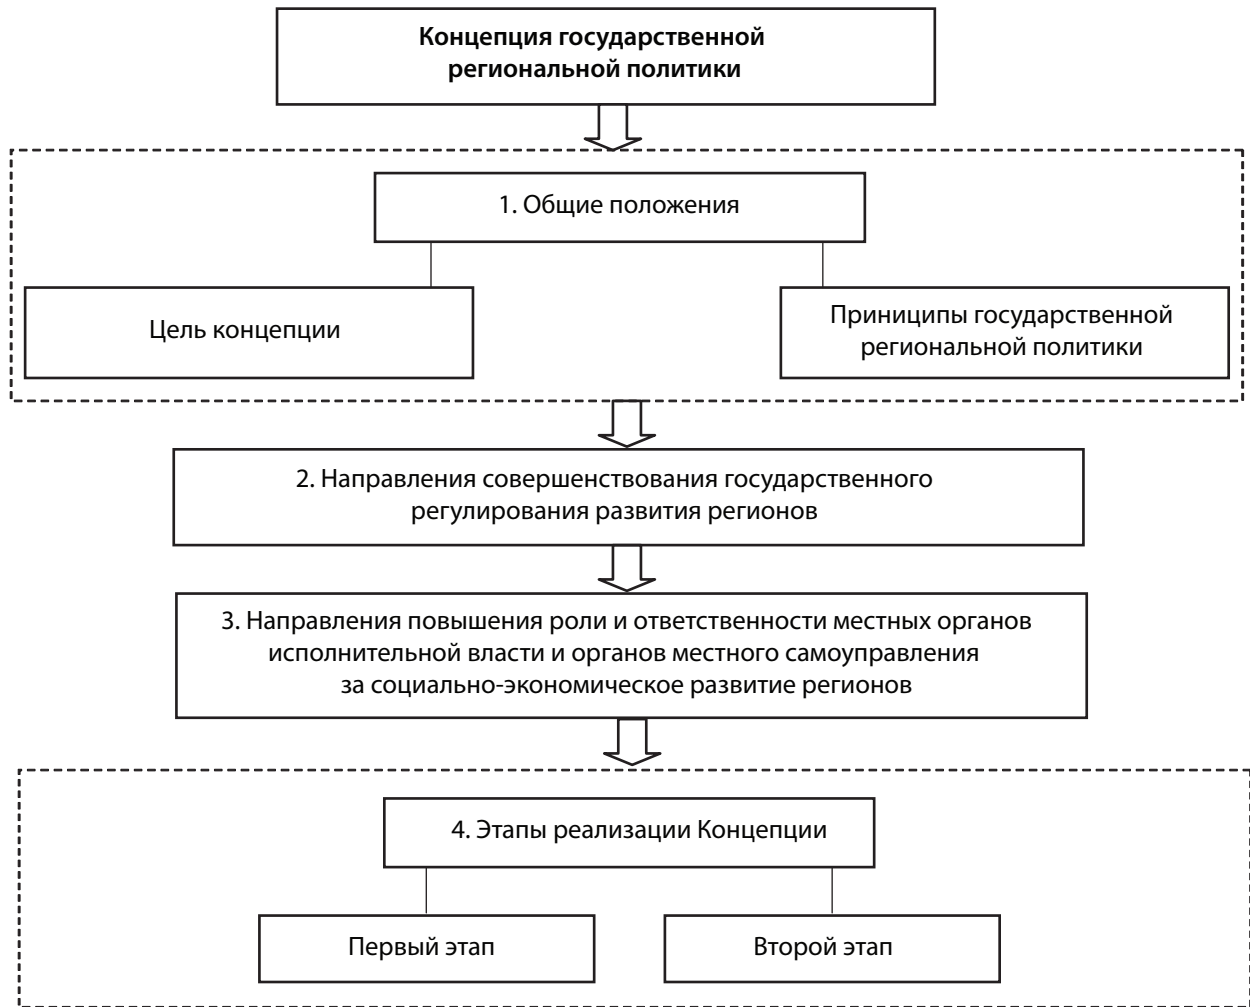 Концепция государственной
региональной политики
1. Общие положения
Цель концепции
Приниципы государственной
региональной политики
2. Направления совершенствования государственного
регулирования развития регионов
3. Направления повышения роли и ответственности местных органов
исполнительной власти и органов местного самоуправления
за социально-экономическое развитие регионов
4. Этапы реализации Концепции
Первый этап
Второй этап